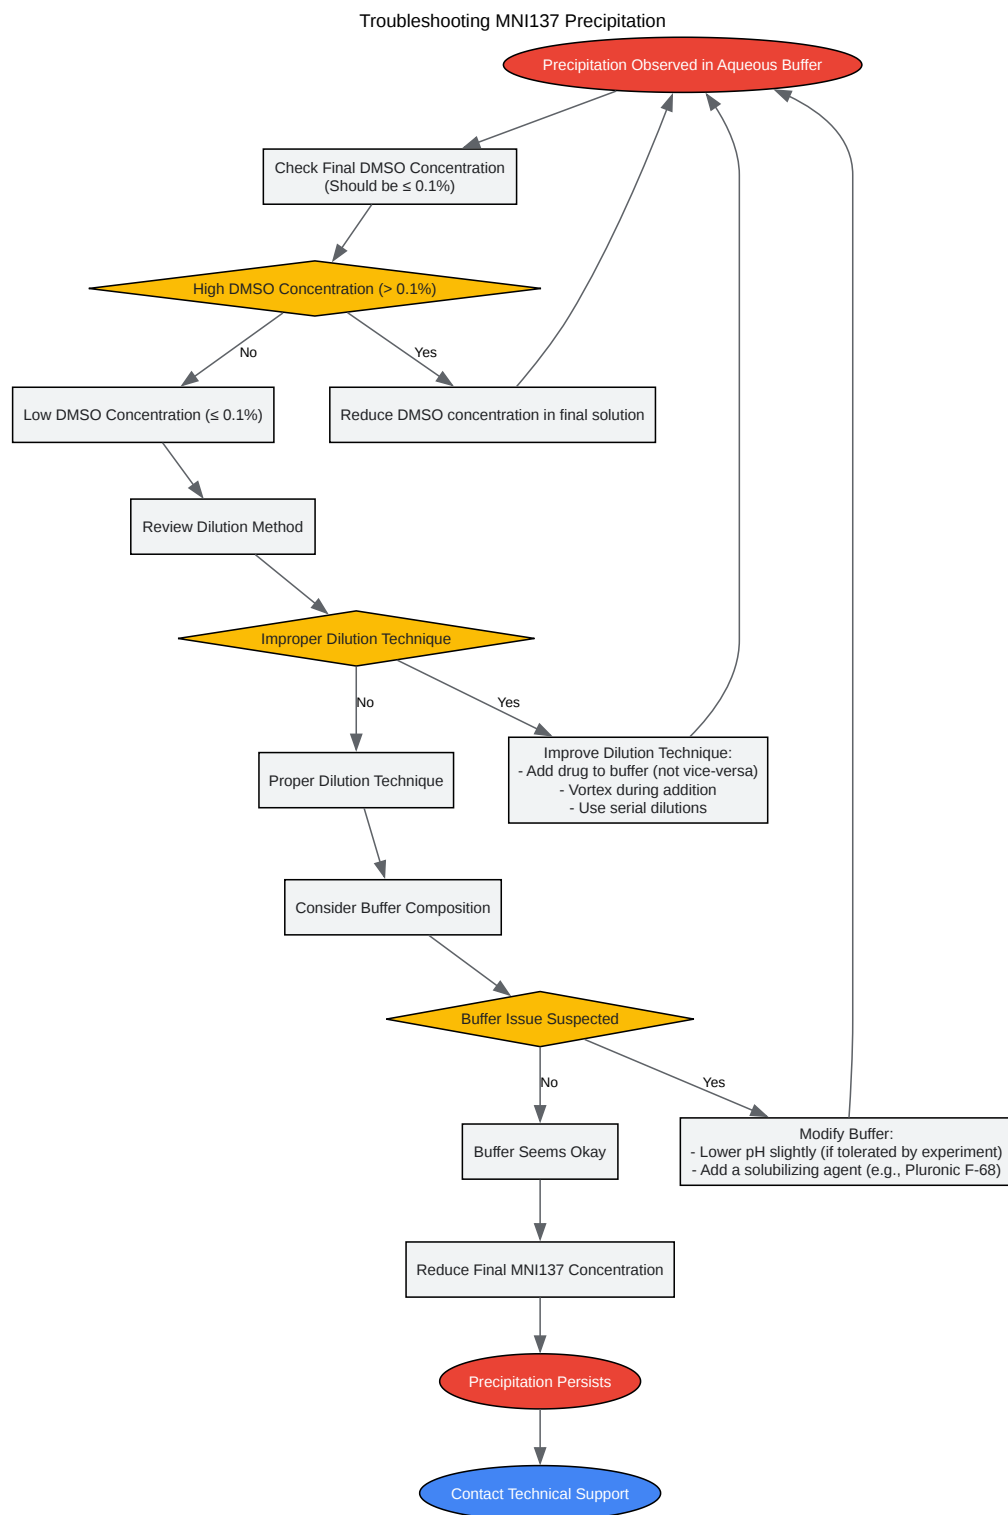 Troubleshooting MNI137 Precipitation
Precipitation Observed in Aqueous Buffer
Check Final DMSO Concentration
(Should be ≤ 0.1%)
High DMSO Concentration (> 0.1%)
No
Yes
Low DMSO Concentration (≤ 0.1%)
Reduce DMSO concentration in final solution
Review Dilution Method
Improper Dilution Technique
No
Yes
Proper Dilution Technique
Improve Dilution Technique:
- Add drug to buffer (not vice-versa)
- Vortex during addition
- Use serial dilutions
Consider Buffer Composition
Buffer Issue Suspected
No
Yes
Buffer Seems Okay
Modify Buffer:
- Lower pH slightly (if tolerated by experiment)
- Add a solubilizing agent (e.g., Pluronic F-68)
Reduce Final MNI137 Concentration
Precipitation Persists
Contact Technical Support